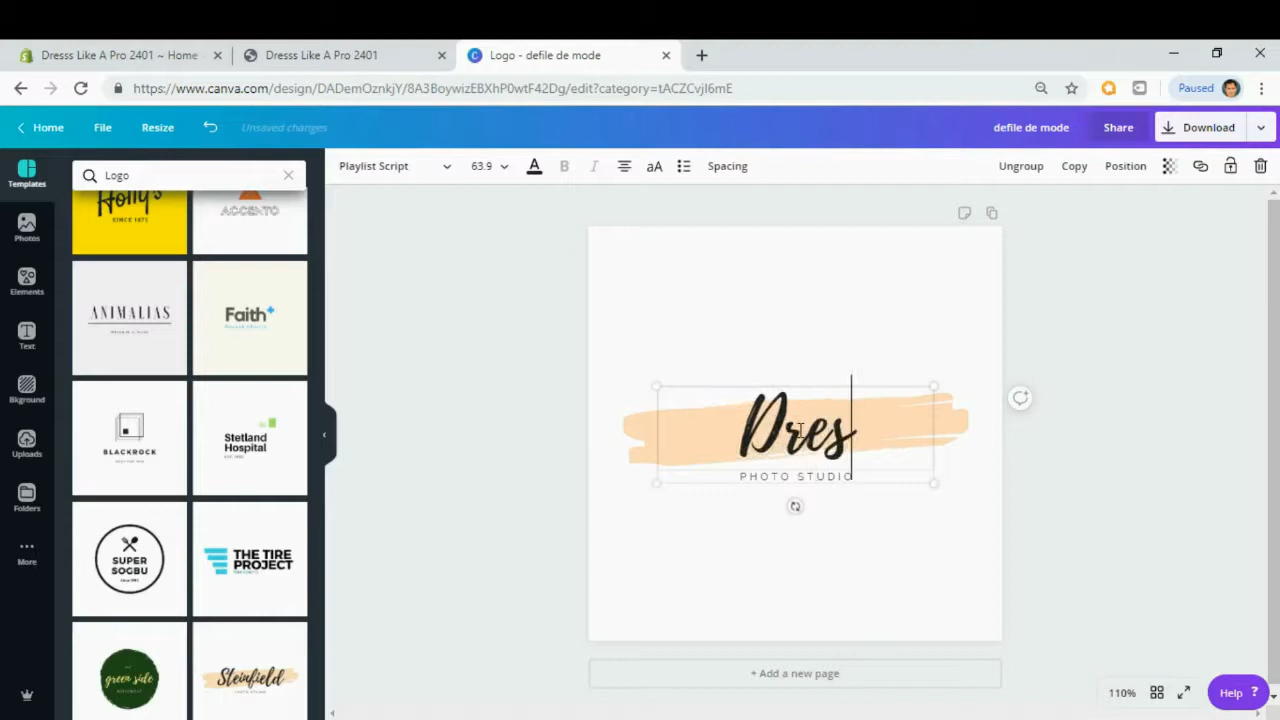 Dresss Like A Pro 2401 ~ Home
Dresss Like A Pro 2401
Logo - defile de mode
https://www.canva.com/design/DADemOznkjY/8A3BoywizEBXhP0wtF42Dg/edit?category=tACZCvjI6mE
Paused
Home
File
Resize
Unsaved changes
defile de mode
Share
Download
Templates
Photos
Elements
Text
Bkground
Uploads
Folders
More
Logo
Holly's
SINCE 1875
ACCENTO
ANIMALIAS
Faith+
BLACKROCK
Stetland
Hospital
SUPER
SOGBU
THE TIRE
PROJECT
green side
Steinfield
Playlist Script
63.9
A
B
I
aA
Spacing
Ungroup
Copy
Position
Dres
PHOTO STUDIO
+ Add a new page
110%
Help ?